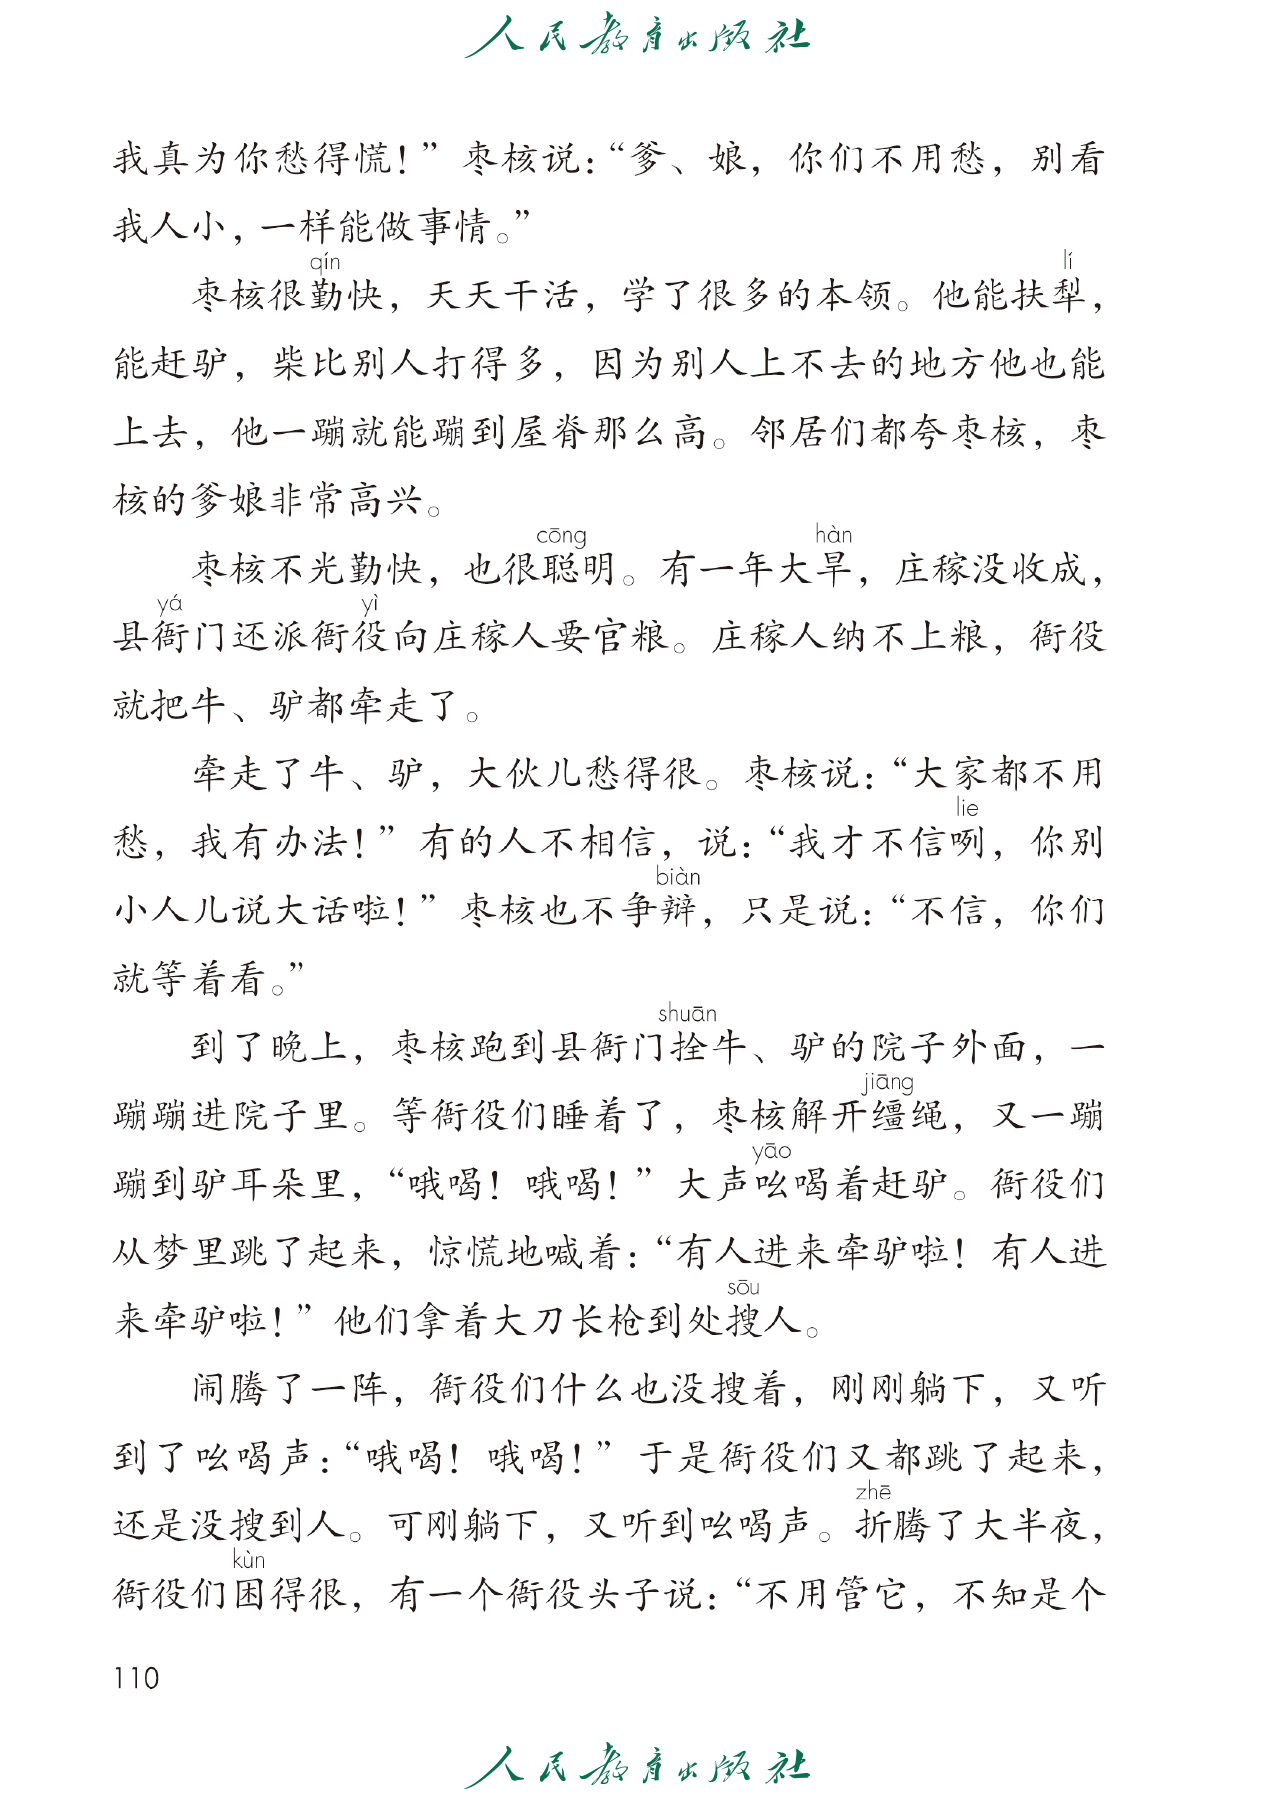 人民教育出版社
我真为你愁得慌！”枣核说：“爹、娘，你们不用愁，别看
我人小，一样能做事情。”
qín lí
枣核很勤快，天天干活，学了很多的本领。他能扶犁，
能赶驴，柴比别人打得多，因为别人上不去的地方他也能
上去，他一蹦就能蹦到屋脊那么高。邻居们都夸枣核，枣
核的爹娘非常高兴。
cōng hàn
枣核不光勤快，也很聪明。有一年大旱，庄稼没收成，
yá yì
县衙门还派衙役向庄稼人要官粮。庄稼人纳不上粮，衙役
就把牛、驴都牵走了。
牵走了牛、驴，大伙儿愁得很。枣核说：“大家都不用
lie
愁，我有办法！”有的人不相信，说：“我才不信咧，你别
biàn
小人儿说大话啦！”枣核也不争辩，只是说：“不信，你们
就等着看。”
shuān
到了晚上，枣核跑到县衙门拴牛、驴的院子外面，一
jiāng
蹦蹦进院子里。等衙役们睡着了，枣核解开缰绳，又一蹦
yāo
蹦到驴耳朵里，“哦喝！哦喝！”大声吆喝着赶驴。衙役们
从梦里跳了起来，惊慌地喊着：“有人进来牵驴啦！有人进
sōu
来牵驴啦！”他们拿着大刀长枪到处搜人。
闹腾了一阵，衙役们什么也没搜着，刚刚躺下，又听
到了吆喝声：“哦喝！哦喝！”于是衙役们又都跳了起来，
zhē
还是没搜到人。可刚躺下，又听到吆喝声。折腾了大半夜，
kùn
衙役们困得很，有一个衙役头子说：“不用管它，不知是个
110
人民教育出版社